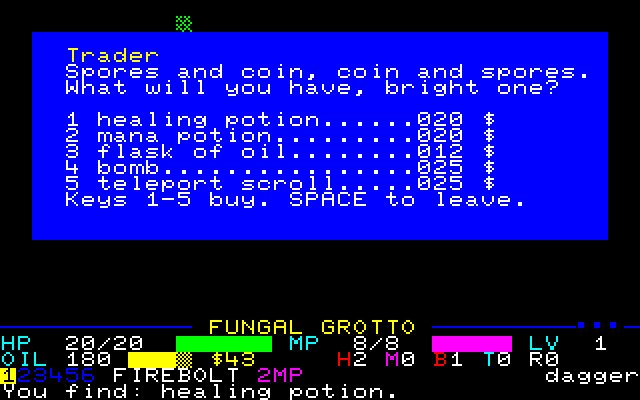 Trader
Spores and coin, coin and spores.
What will you have, bright one?
1 healing potion......020 $
2 mana potion.........020 $
3 flask of oil........012 $
4 bomb................025 $
5 teleport scroll.....025 $
Keys 1-5 buy. SPACE to leave.
FUNGAL GROTTO
HP 20/20 MP 8/8 LV 1
OIL 180 $43 H2 M0 B1 T0 R0
123456 FIREBOLT 2MP dagger
You find: healing potion.